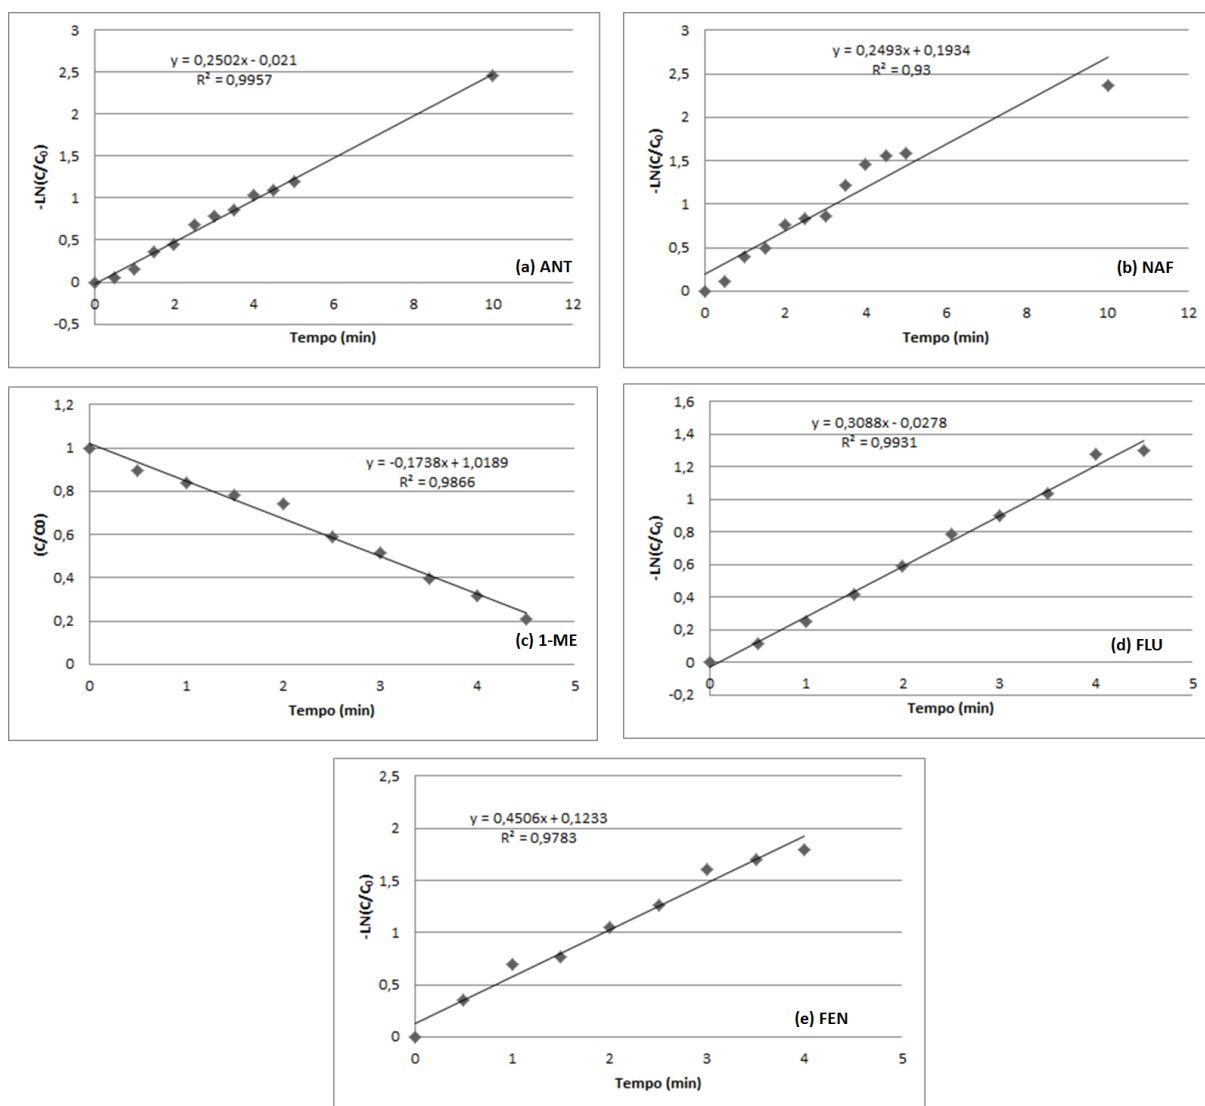 3
2,5
2
1,5
1
0,5
0
-0,5
-LN(C/C₀)
y = 0,2502x - 0,021
R² = 0,9957
(a) ANT
0 2 4 6 8 10 12
Tempo (min)
3
2,5
2
1,5
1
0,5
0
-LN(C/C₀)
y = 0,2493x + 0,1934
R² = 0,93
(b) NAF
0 2 4 6 8 10 12
Tempo (min)
1,2
1
0,8
0,6
0,4
0,2
0
(C/C0)
y = -0,1738x + 1,0189
R² = 0,9866
(c) 1-ME
0 1 2 3 4 5
Tempo (min)
1,6
1,4
1,2
1
0,8
0,6
0,4
0,2
0
-0,2
-LN(C/C₀)
y = 0,3088x - 0,0278
R² = 0,9931
(d) FLU
0 1 2 3 4 5
Tempo (min)
2,5
2
1,5
1
0,5
0
-LN(C/C₀)
y = 0,4506x + 0,1233
R² = 0,9783
(e) FEN
0 1 2 3 4 5
Tempo (min)